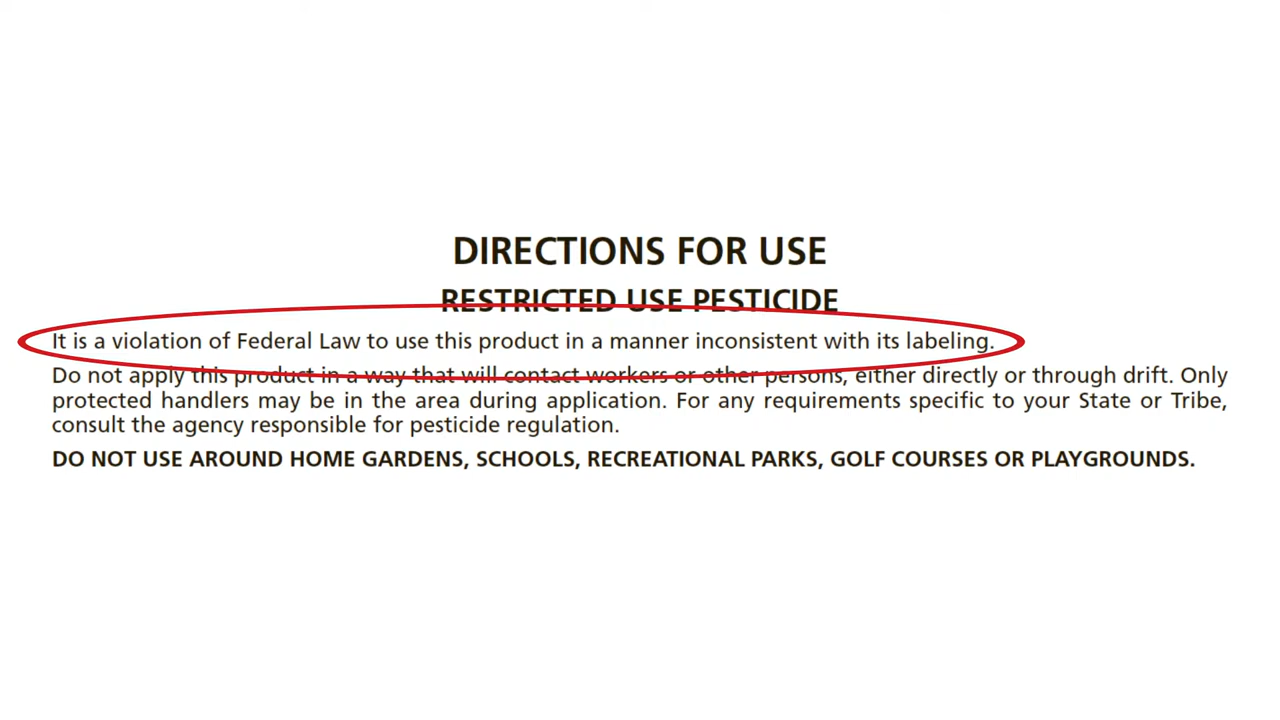 DIRECTIONS FOR USE
RESTRICTED USE PESTICIDE
It is a violation of Federal Law to use this product in a manner inconsistent with its labeling.
Do not apply this product in a way that will contact workers or other persons, either directly or through drift. Only
protected handlers may be in the area during application. For any requirements specific to your State or Tribe,
consult the agency responsible for pesticide regulation.
DO NOT USE AROUND HOME GARDENS, SCHOOLS, RECREATIONAL PARKS, GOLF COURSES OR PLAYGROUNDS.